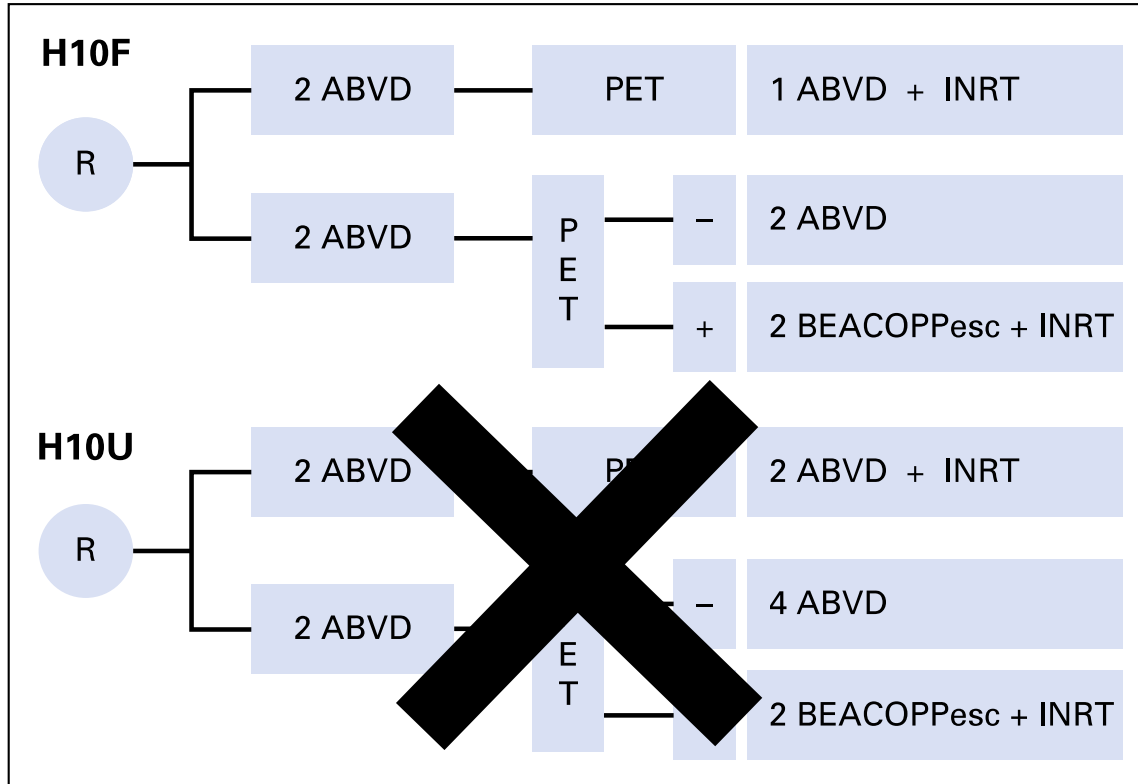 H10F
2 ABVD PET 1 ABVD + INRT
R
2 ABVD PET − 2 ABVD
+ 2 BEACOPPesc + INRT
H10U
2 ABVD 2 ABVD + INRT
R
2 ABVD − 4 ABVD
2 BEACOPPesc + INRT